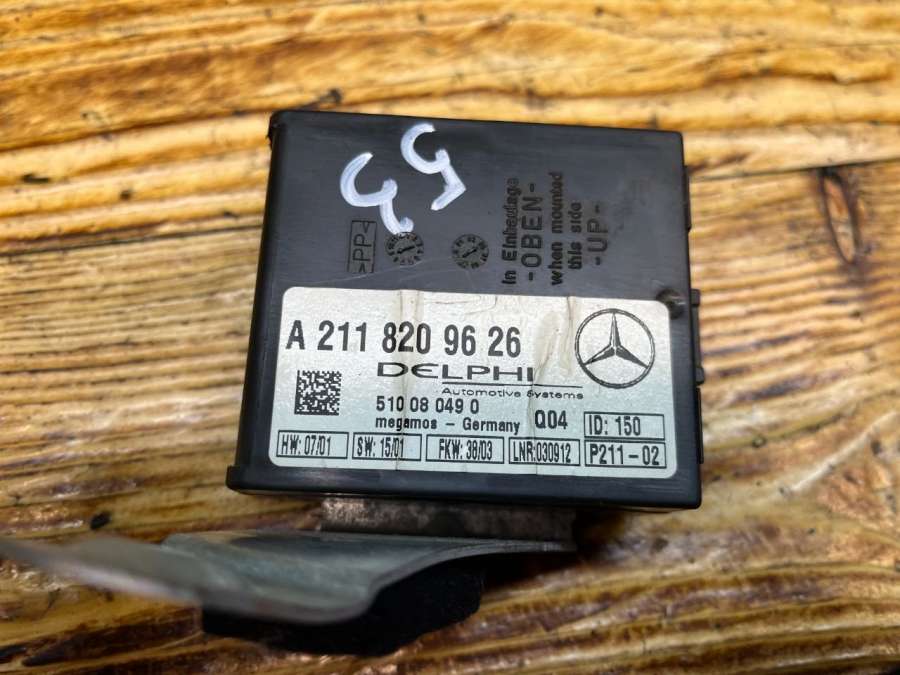 53
>PP<
In Einbaulage
-OBEN-
when mounted
this side
-UP-
A 211 820 96 26
DELPHI
Automotive Systems
510 08 049 0
megamos - Germany
Q04
ID: 150
HW: 07/01
SW: 15/01
FKW: 38/03
LNR:030912
P211-02